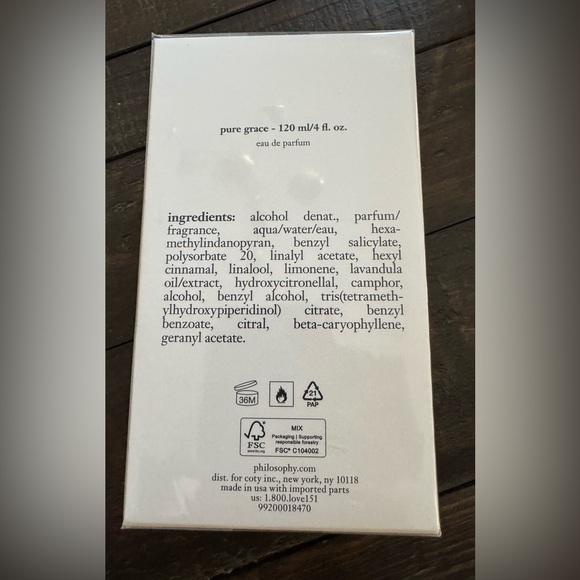 pure grace - 120 ml/4 fl. oz.
eau de parfum
ingredients: alcohol denat., parfum/
fragrance, aqua/water/eau, hexa-
methylindanopyran, benzyl salicylate,
polysorbate 20, linalyl acetate, hexyl
cinnamal, linalool, limonene, lavandula
oil/extract, hydroxycitronellal, camphor,
alcohol, benzyl alcohol, tris(tetrameth-
ylhydroxypiperidinol) citrate, benzyl
benzoate, citral, beta-caryophyllene,
geranyl acetate.
36M
21
PAP
FSC
www.fsc.org
MIX
Packaging | Supporting
responsible forestry
FSC® C104002
philosophy.com
dist. for coty inc., new york, ny 10118
made in usa with imported parts
us: 1.800.love151
99200018470